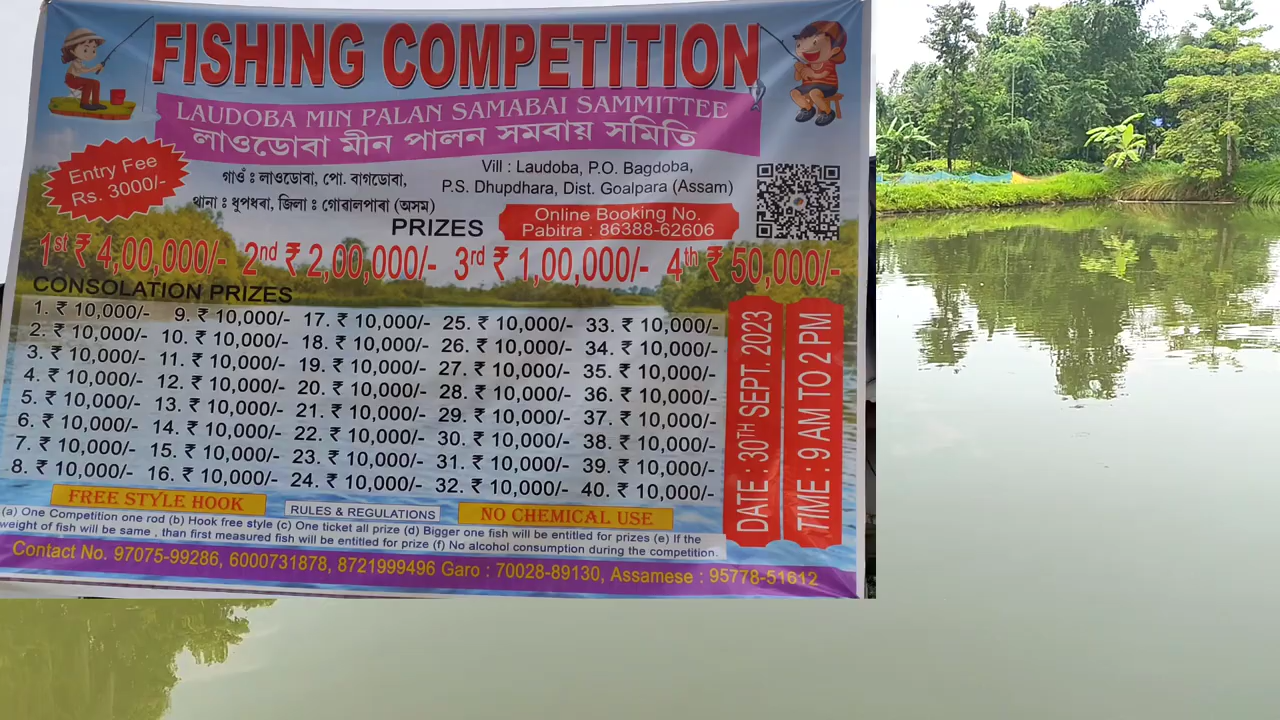 FISHING COMPETITION
LAUDOBA MIN PALAN SAMABAI SAMMITTEE
লাওডোবা মীন পালন সমবায় সমিতি
Entry Fee
Rs. 3000/-
গাওঁ : লাওডোবা, পো. বাগডোবা,
থানা : ধুপধৰা, জিলা : গোৱালপাৰা (অসম)
Vill : Laudoba, P.O. Bagdoba,
P.S. Dhupdhara, Dist. Goalpara (Assam)
Online Booking No.
Pabitra : 86388-62606
PRIZES
1st ₹ 4,00,000/- 2nd ₹ 2,00,000/- 3rd ₹ 1,00,000/- 4th ₹ 50,000/-
CONSOLATION PRIZES
1. ₹ 10,000/- 9. ₹ 10,000/- 17. ₹ 10,000/- 25. ₹ 10,000/- 33. ₹ 10,000/-
2. ₹ 10,000/- 10. ₹ 10,000/- 18. ₹ 10,000/- 26. ₹ 10,000/- 34. ₹ 10,000/-
3. ₹ 10,000/- 11. ₹ 10,000/- 19. ₹ 10,000/- 27. ₹ 10,000/- 35. ₹ 10,000/-
4. ₹ 10,000/- 12. ₹ 10,000/- 20. ₹ 10,000/- 28. ₹ 10,000/- 36. ₹ 10,000/-
5. ₹ 10,000/- 13. ₹ 10,000/- 21. ₹ 10,000/- 29. ₹ 10,000/- 37. ₹ 10,000/-
6. ₹ 10,000/- 14. ₹ 10,000/- 22. ₹ 10,000/- 30. ₹ 10,000/- 38. ₹ 10,000/-
7. ₹ 10,000/- 15. ₹ 10,000/- 23. ₹ 10,000/- 31. ₹ 10,000/- 39. ₹ 10,000/-
8. ₹ 10,000/- 16. ₹ 10,000/- 24. ₹ 10,000/- 32. ₹ 10,000/- 40. ₹ 10,000/-
DATE : 30TH SEPT. 2023
TIME : 9 AM TO 2 PM
FREE STYLE HOOK
RULES & REGULATIONS
NO CHEMICAL USE
(a) One Competition one rod (b) Hook free style (c) One ticket all prize (d) Bigger one fish will be entitled for prizes (e) If the
weight of fish will be same , than first measured fish will be entitled for prize (f) No alcohol consumption during the competition.
Contact No. 97075-99286, 6000731878, 8721999496 Garo : 70028-89130, Assamese : 95778-51612